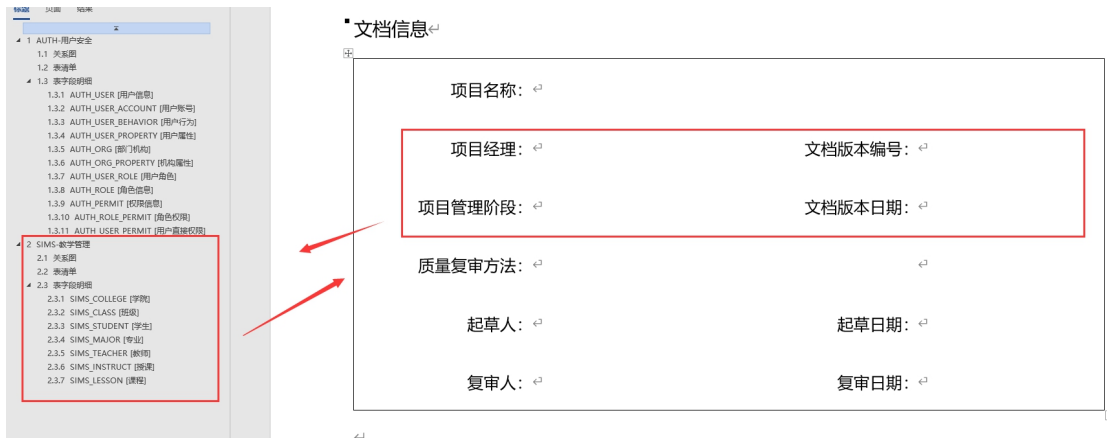 标题 页面 结果
1 AUTH-用户安全
1.1 关系图
1.2 表清单
1.3 表字段明细
1.3.1 AUTH_USER [用户信息]
1.3.2 AUTH_USER_ACCOUNT [用户账号]
1.3.3 AUTH_USER_BEHAVIOR [用户行为]
1.3.4 AUTH_USER_PROPERTY [用户属性]
1.3.5 AUTH_ORG [部门机构]
1.3.6 AUTH_ORG_PROPERTY [机构属性]
1.3.7 AUTH_USER_ROLE [用户角色]
1.3.8 AUTH_ROLE [角色信息]
1.3.9 AUTH_PERMIT [权限信息]
1.3.10 AUTH_ROLE_PERMIT [角色权限]
1.3.11 AUTH_USER_PERMIT [用户直接权限]
2 SIMS-教学管理
2.1 关系图
2.2 表清单
2.3 表字段明细
2.3.1 SIMS_COLLEGE [学院]
2.3.2 SIMS_CLASS [班级]
2.3.3 SIMS_STUDENT [学生]
2.3.4 SIMS_MAJOR [专业]
2.3.5 SIMS_TEACHER [教师]
2.3.6 SIMS_INSTRUCT [授课]
2.3.7 SIMS_LESSON [课程]
文档信息
项目名称：
项目经理： 文档版本编号：
项目管理阶段： 文档版本日期：
质量复审方法：
起草人： 起草日期：
复审人： 复审日期：